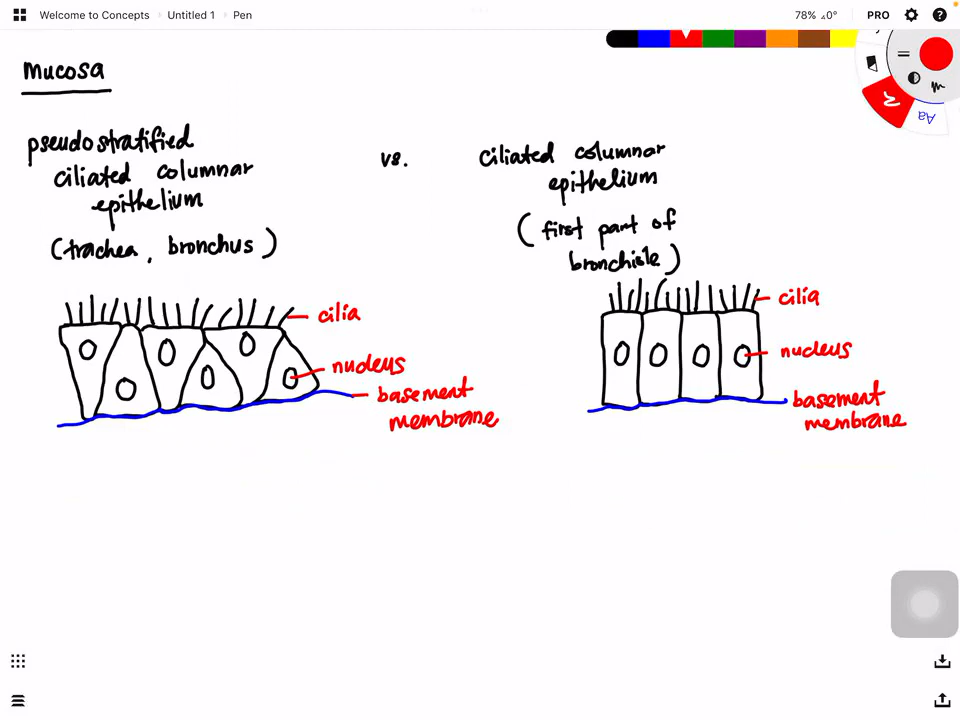 Welcome to Concepts > Untitled 1 > Pen
78% ⊿0°
PRO
Aa
Mucosa
pseudostratified
ciliated columnar
epithelium
(trachea, bronchus)
vs.
ciliated columnar
epithelium
(first part of
bronchiole)
cilia
nucleus
basement
membrane
cilia
nucleus
basement
membrane